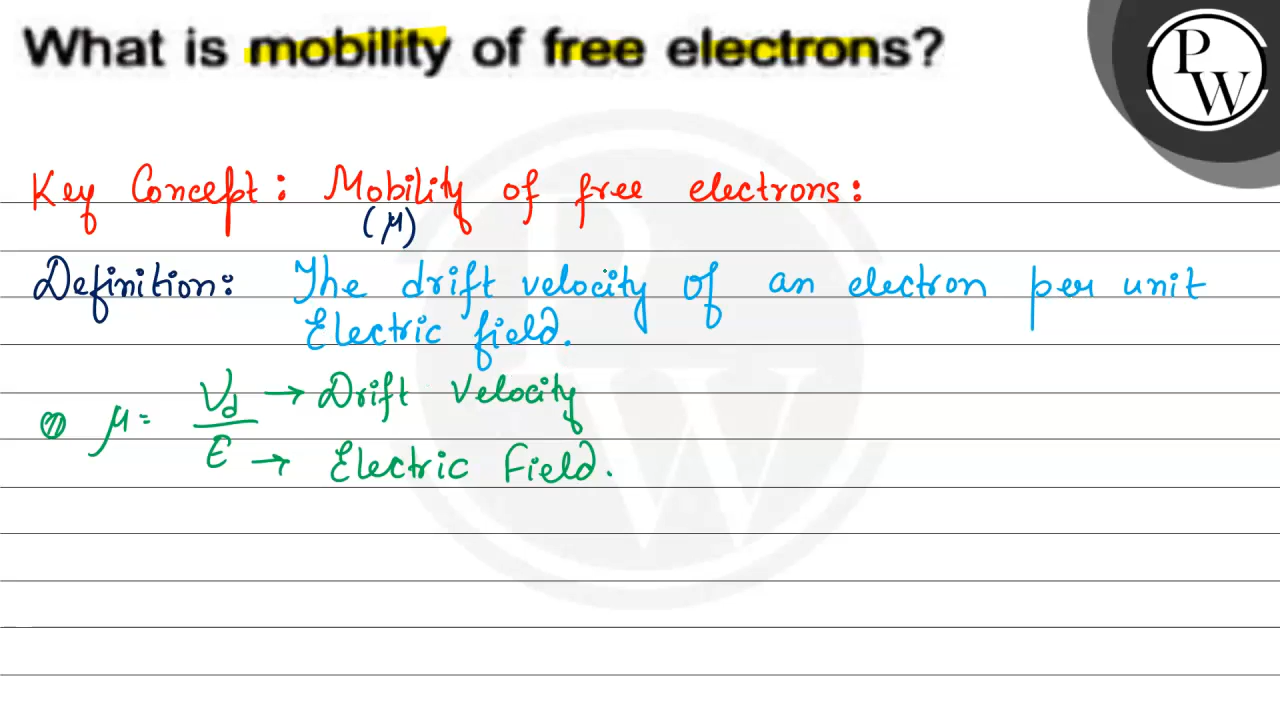 What is mobility of free electrons?
P
W
Key Concept: Mobility of free electrons:
(μ)
Definition: The drift velocity of an electron per unit
Electric field.
μ = Vd → Drift Velocity
E → Electric Field.